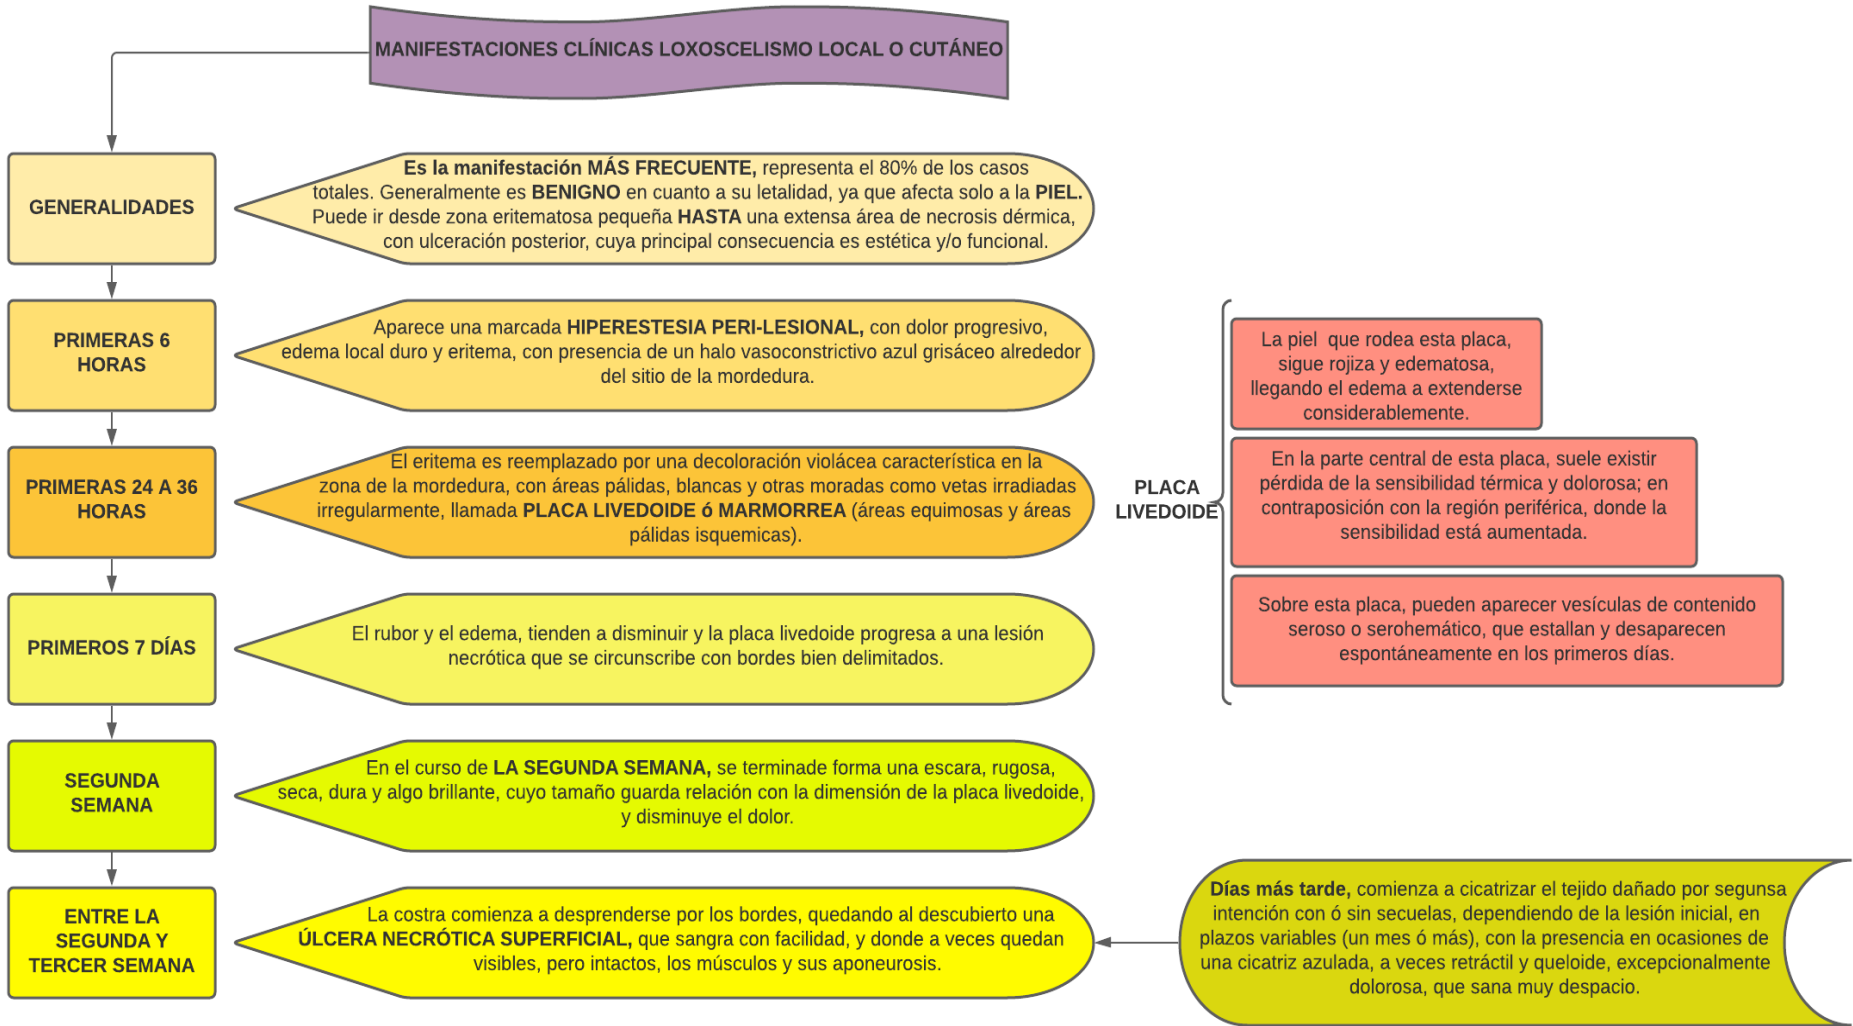 MANIFESTACIONES CLÍNICAS LOXOSCELISMO LOCAL O CUTÁNEO
GENERALIDADES
Es la manifestación MÁS FRECUENTE, representa el 80% de los casos
totales. Generalmente es BENIGNO en cuanto a su letalidad, ya que afecta solo a la PIEL.
Puede ir desde zona eritematosa pequeña HASTA una extensa área de necrosis dérmica,
con ulceración posterior, cuya principal consecuencia es estética y/o funcional.
PRIMERAS 6
HORAS
Aparece una marcada HIPERESTESIA PERI-LESIONAL, con dolor progresivo,
edema local duro y eritema, con presencia de un halo vasoconstrictivo azul grisáceo alrededor
del sitio de la mordedura.
PRIMERAS 24 A 36
HORAS
El eritema es reemplazado por una decoloración violácea característica en la
zona de la mordedura, con áreas pálidas, blancas y otras moradas como vetas irradiadas
irregularmente, llamada PLACA LIVEDOIDE ó MARMORREA (áreas equimosas y áreas
pálidas isquemicas).
PLACA
LIVEDOIDE
La piel  que rodea esta placa,
sigue rojiza y edematosa,
llegando el edema a extenderse
considerablemente.
En la parte central de esta placa, suele existir
pérdida de la sensibilidad térmica y dolorosa; en
contraposición con la región periférica, donde la
sensibilidad está aumentada.
Sobre esta placa, pueden aparecer vesículas de contenido
seroso o serohemático, que estallan y desaparecen
espontáneamente en los primeros días.
PRIMEROS 7 DÍAS
El rubor y el edema, tienden a disminuir y la placa livedoide progresa a una lesión
necrótica que se circunscribe con bordes bien delimitados.
SEGUNDA
SEMANA
En el curso de LA SEGUNDA SEMANA, se terminade forma una escara, rugosa,
seca, dura y algo brillante, cuyo tamaño guarda relación con la dimensión de la placa livedoide,
y disminuye el dolor.
ENTRE LA
SEGUNDA Y
TERCER SEMANA
La costra comienza a desprenderse por los bordes, quedando al descubierto una
ÚLCERA NECRÓTICA SUPERFICIAL, que sangra con facilidad, y donde a veces quedan
visibles, pero intactos, los músculos y sus aponeurosis.
Días más tarde, comienza a cicatrizar el tejido dañado por segunsa
intención con ó sin secuelas, dependiendo de la lesión inicial, en
plazos variables (un mes ó más), con la presencia en ocasiones de
una cicatriz azulada, a veces retráctil y queloide, excepcionalmente
dolorosa, que sana muy despacio.